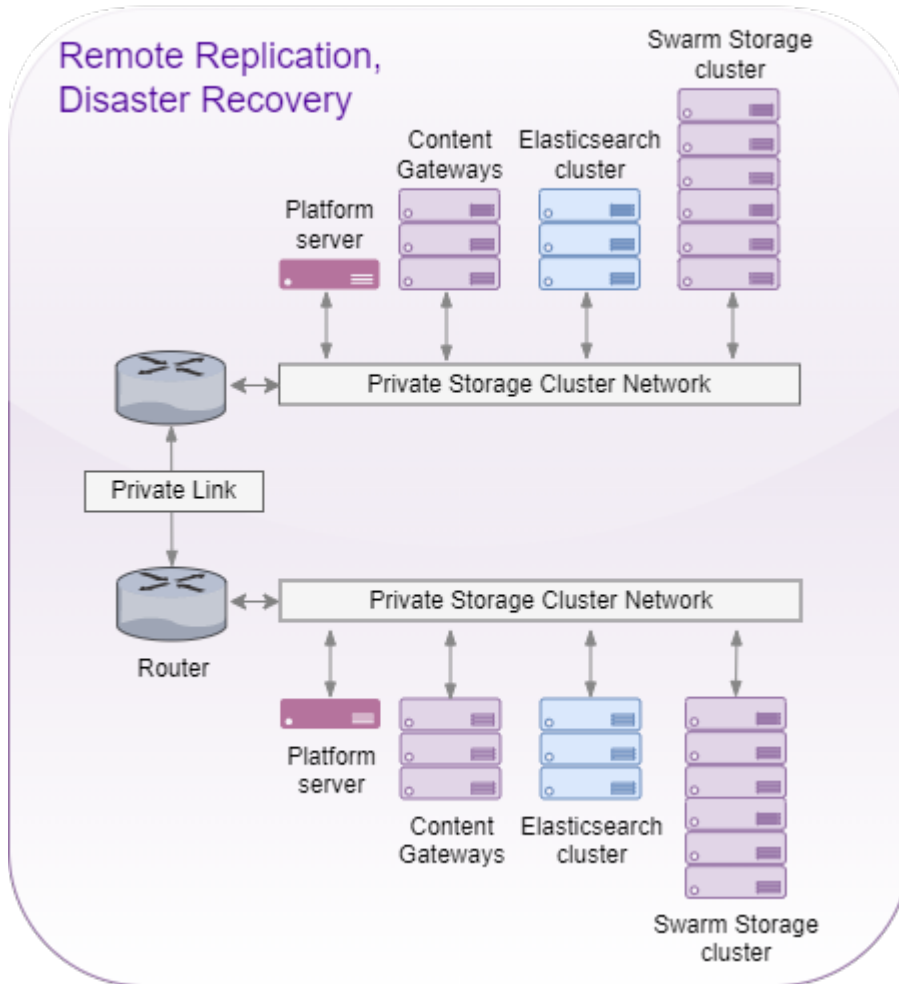 Remote Replication,
Disaster Recovery
Swarm Storage
cluster
Content
Gateways
Elasticsearch
cluster
Platform
server
Private Storage Cluster Network
Private Link
Private Storage Cluster Network
Router
Platform
server
Content
Gateways
Elasticsearch
cluster
Swarm Storage
cluster